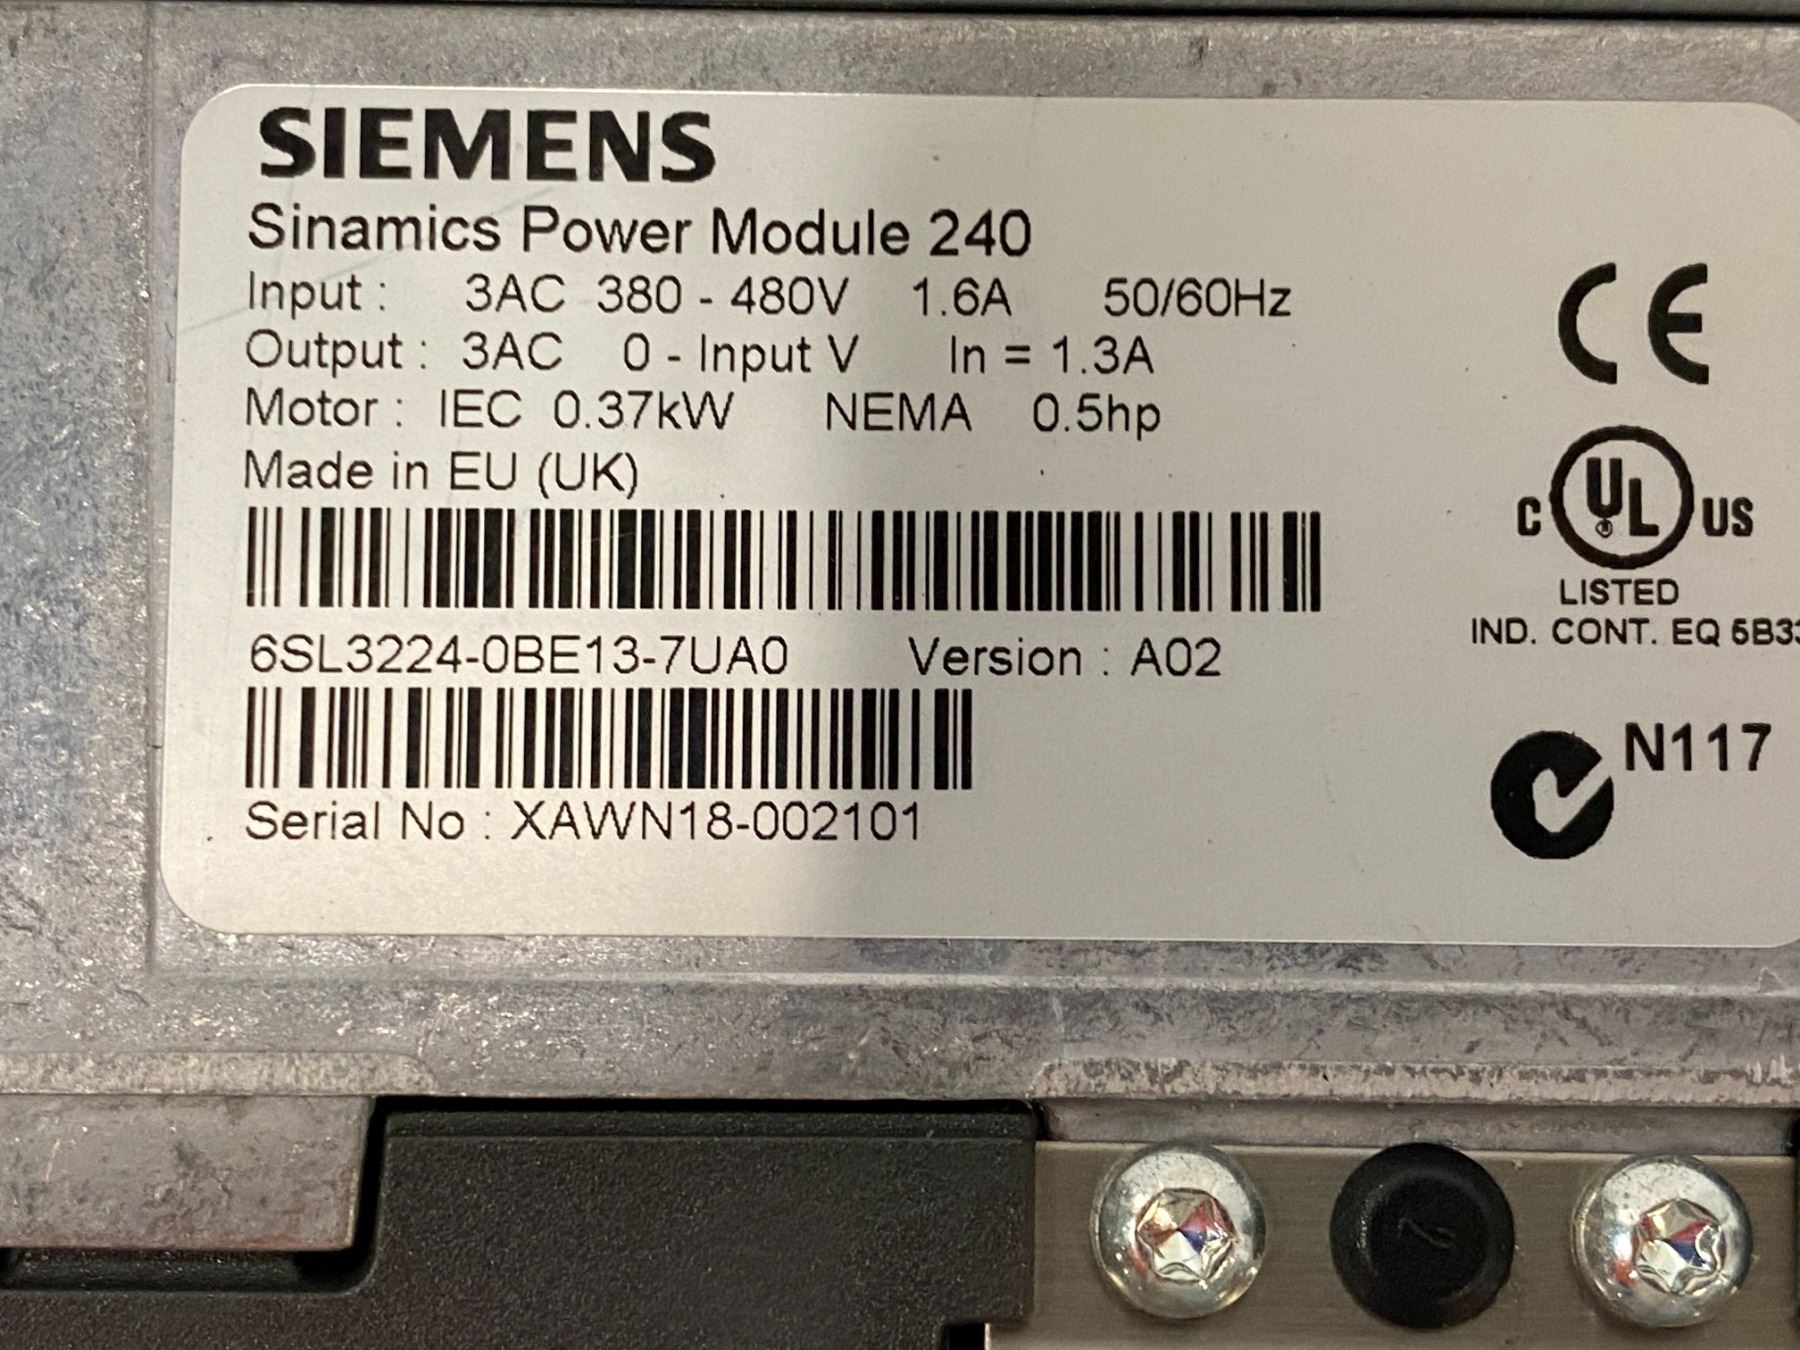 SIEMENS
Sinamics Power Module 240
Input : 3AC 380 - 480V 1.6A 50/60Hz
Output : 3AC 0 - Input V In = 1.3A
Motor : IEC 0.37kW NEMA 0.5hp
Made in EU (UK)
6SL3224-0BE13-7UA0 Version : A02
Serial No : XAWN18-002101
CE
C UL US
LISTED
IND. CONT. EQ
N117